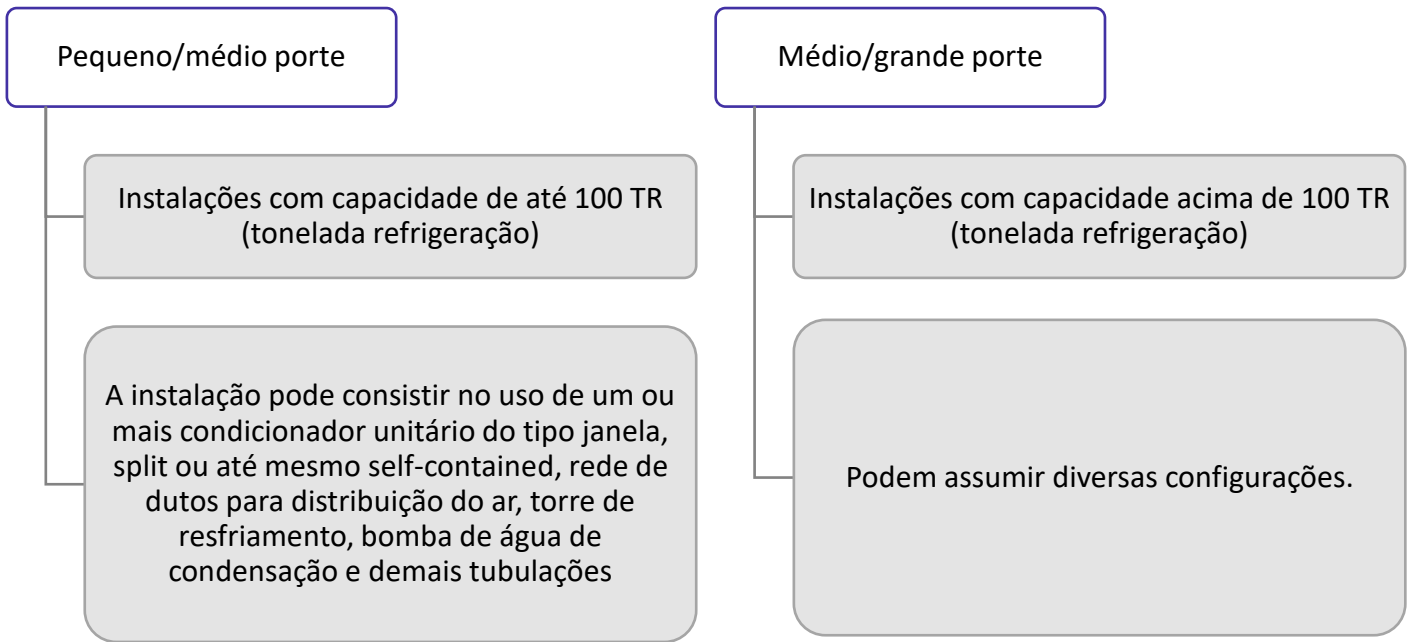 Pequeno/médio porte
Instalações com capacidade de até 100 TR
(tonelada refrigeração)
A instalação pode consistir no uso de um ou
mais condicionador unitário do tipo janela,
split ou até mesmo self-contained, rede de
dutos para distribuição do ar, torre de
resfriamento, bomba de água de
condensação e demais tubulações
Médio/grande porte
Instalações com capacidade acima de 100 TR
(tonelada refrigeração)
Podem assumir diversas configurações.